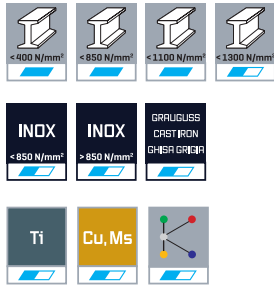 <400 N/mm² <850 N/mm² <1100 N/mm² <1300 N/mm²
INOX INOX GRAUGUSS
CAST IRON
GHISA GRIGIA
<850 N/mm² >850 N/mm²
Ti Cu, Ms